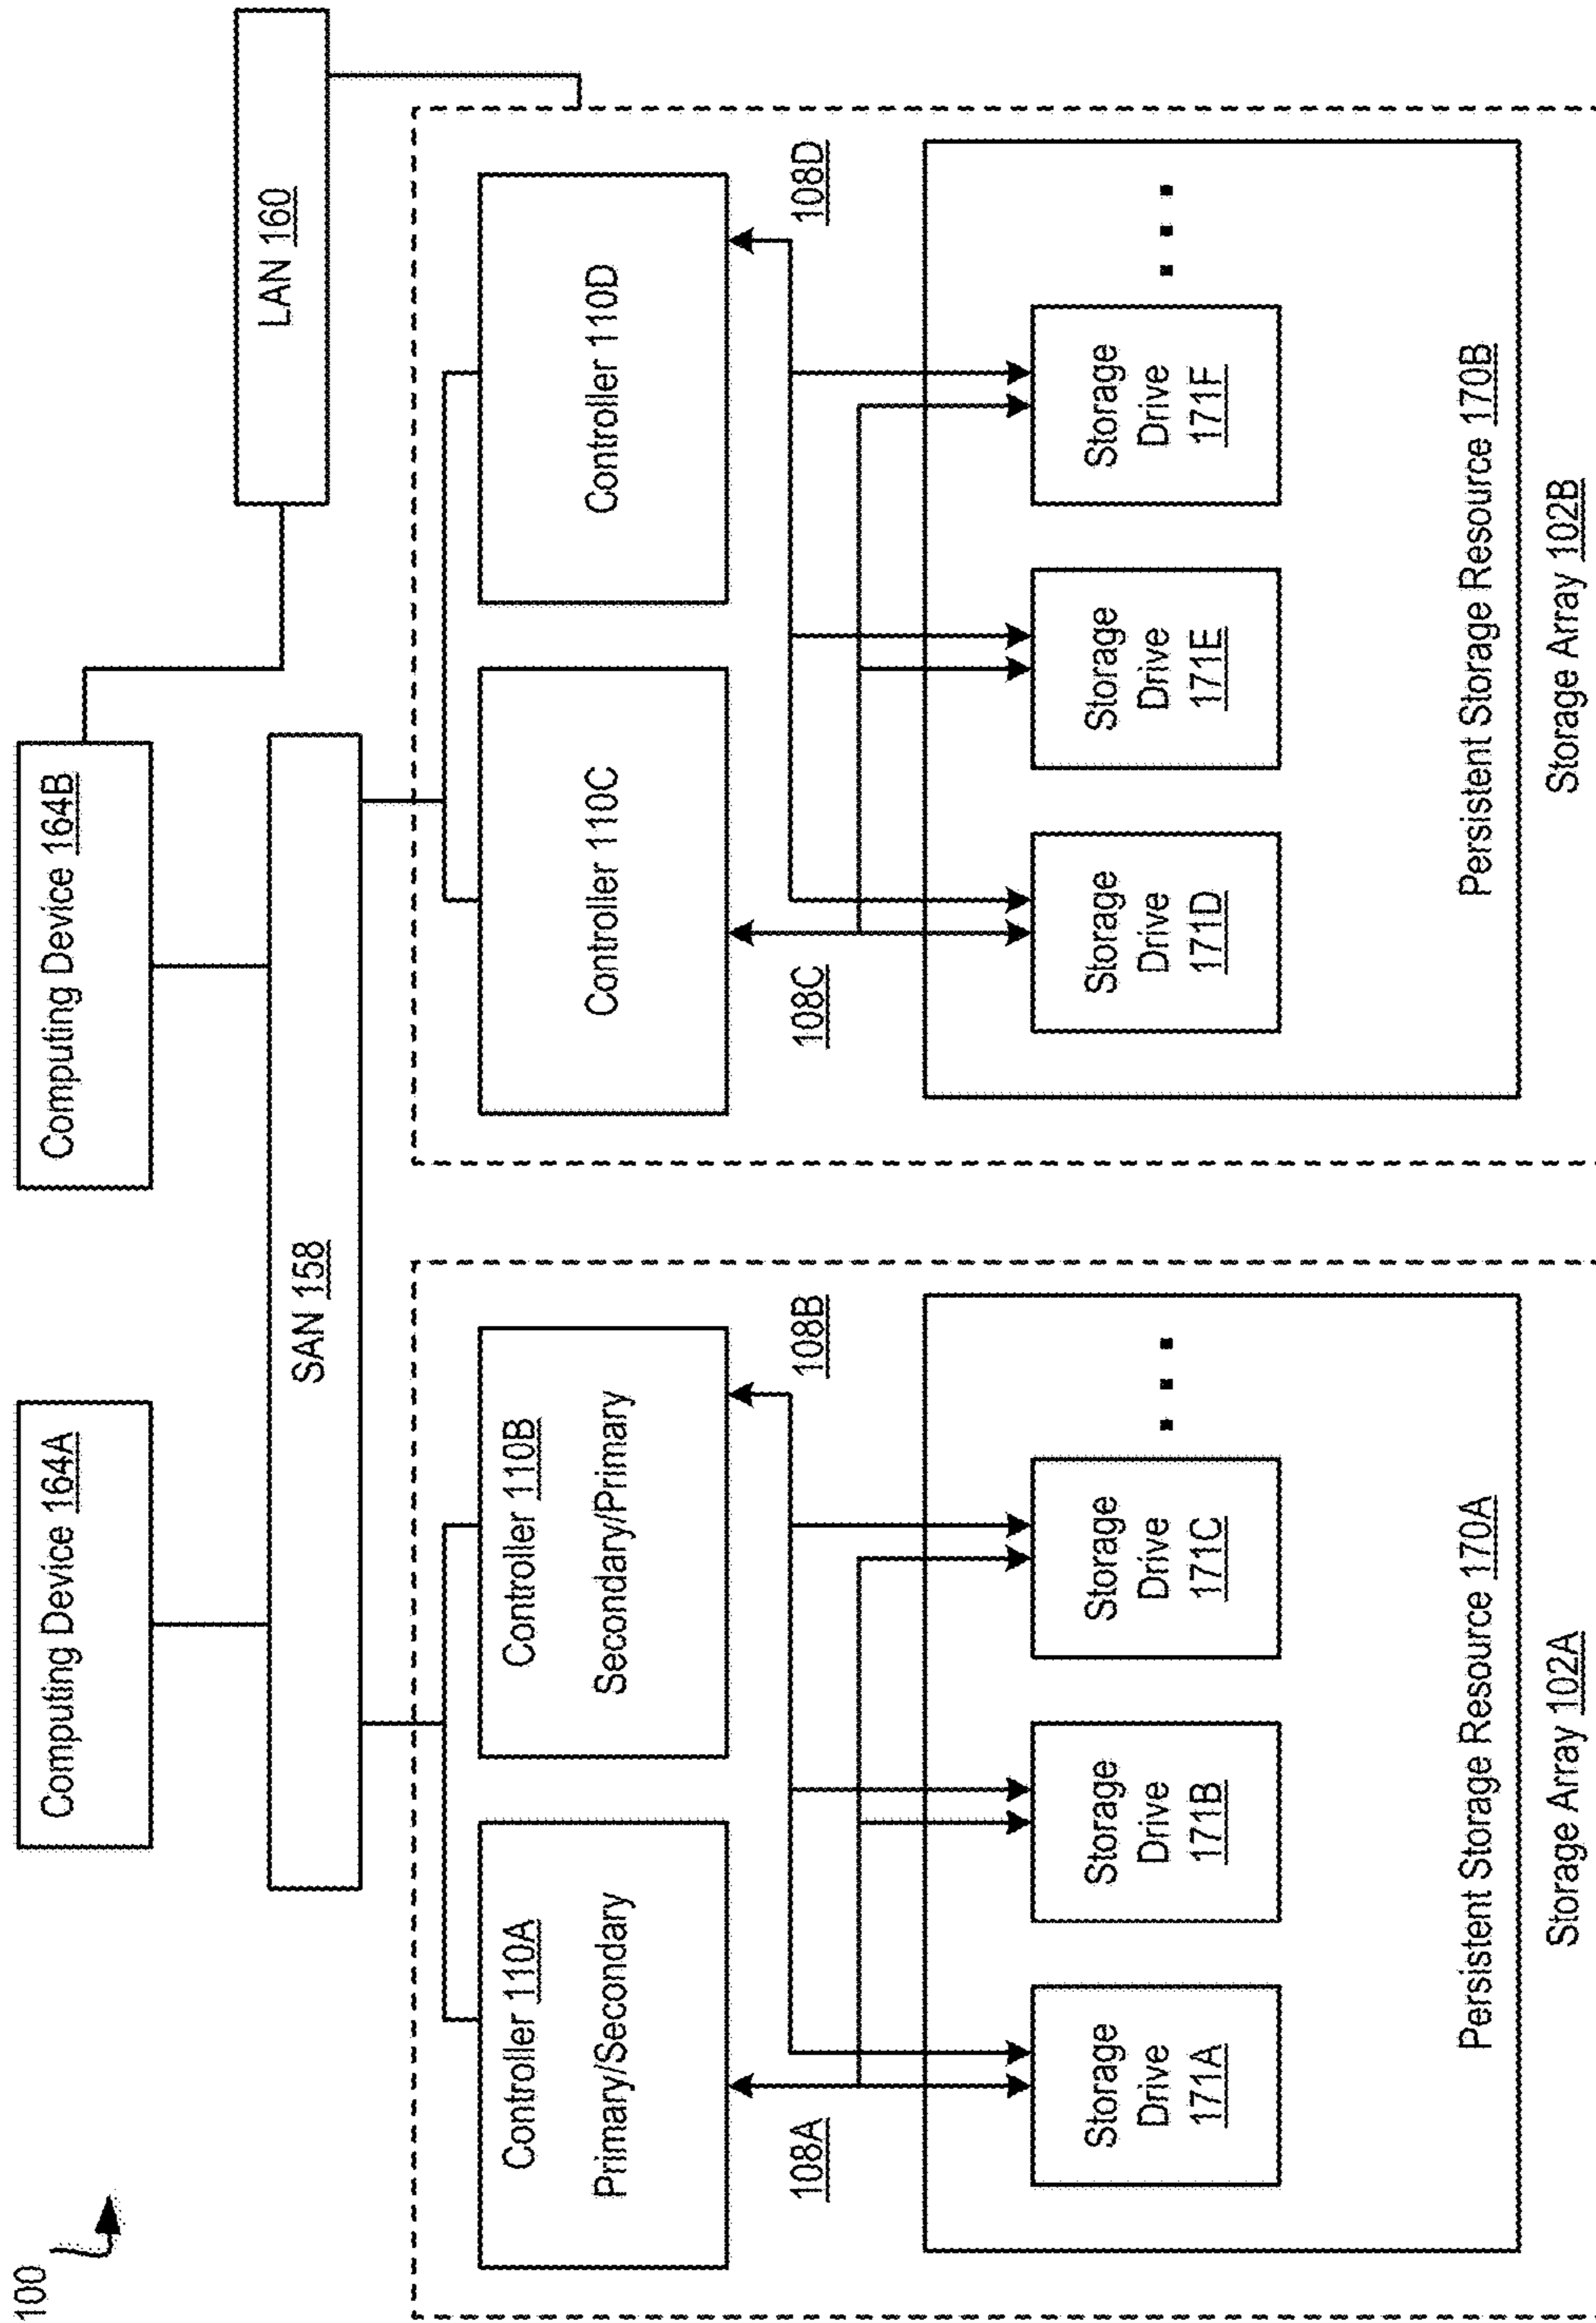 100
Computing Device 164A
Computing Device 164B
SAN 158
LAN 160
Controller 110A
Primary/Secondary
Controller 110B
Secondary/Primary
Controller 110C
Controller 110D
108A
108B
108C
108D
Storage
Drive
171A
Storage
Drive
171B
Storage
Drive
171C
Storage
Drive
171D
Storage
Drive
171E
Storage
Drive
171F
Persistent Storage Resource 170A
Persistent Storage Resource 170B
Storage Array 102A
Storage Array 102B